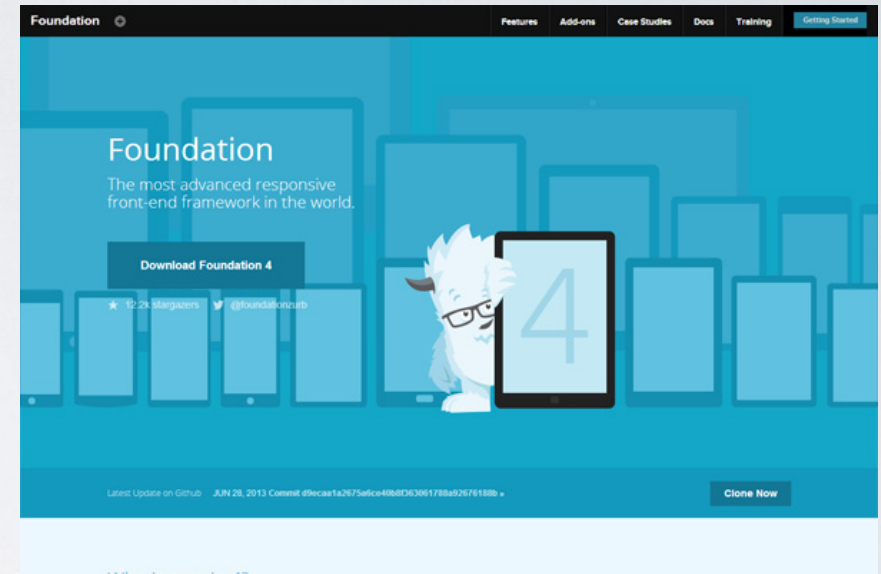 Foundation
Features Add-ons Case Studies Docs Training Getting Started
Foundation
The most advanced responsive
front-end framework in the world.
Download Foundation 4
12.2k stargazers @foundationzurb
4
Latest Update on Github JUN 28, 2013 Commit
Clone Now